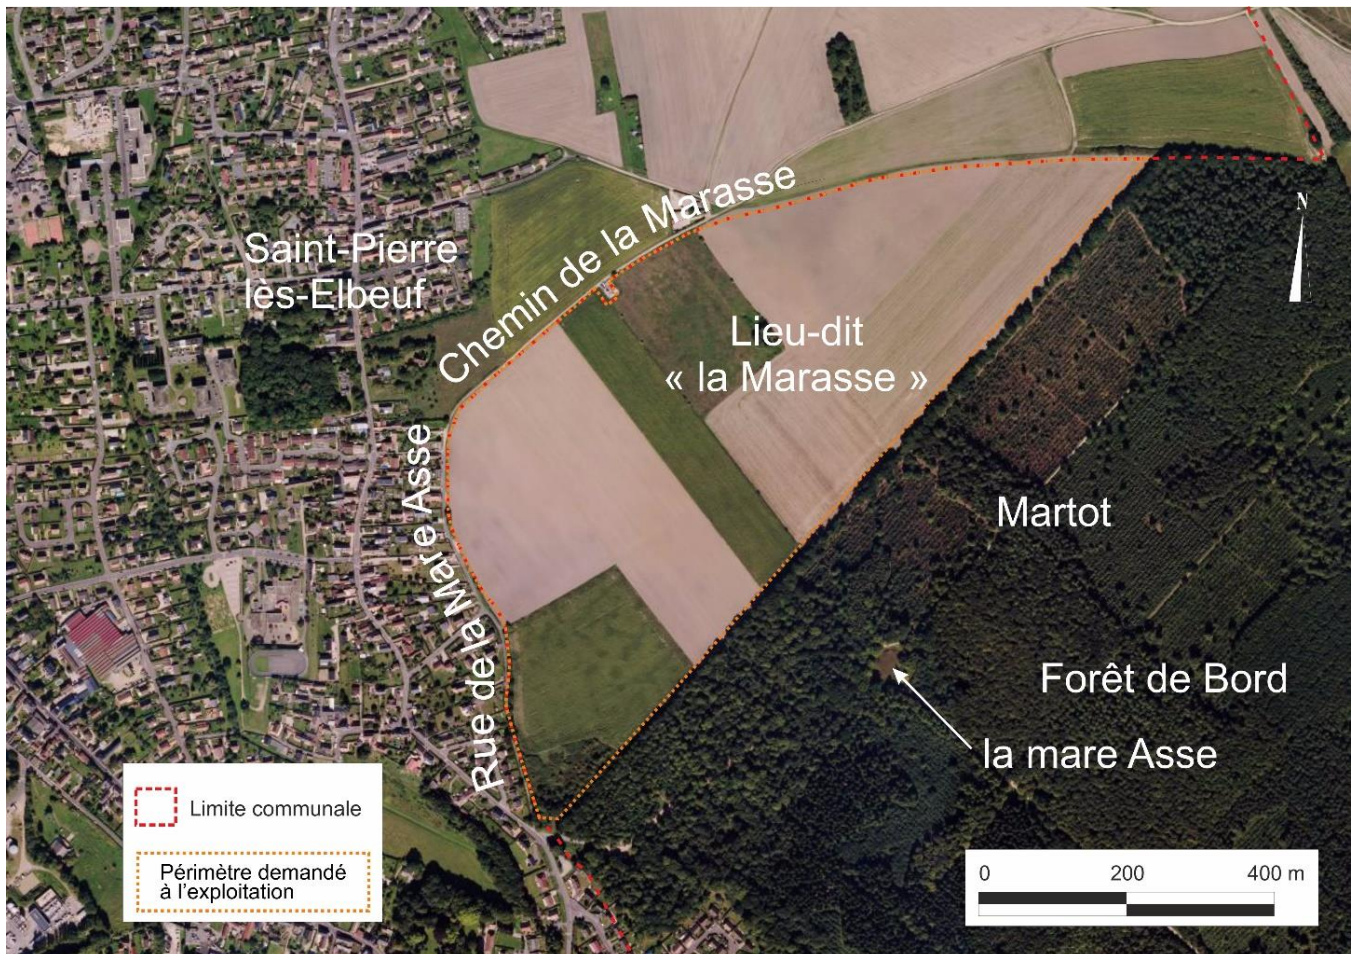 N
Chemin de la Marasse
Saint-Pierre
lès-Elbeuf
Lieu-dit
« la Marasse »
Rue de la Mare Asse
Martot
Forêt de Bord
la mare Asse
Limite communale
Périmètre demandé
à l'exploitation
0 200 400 m